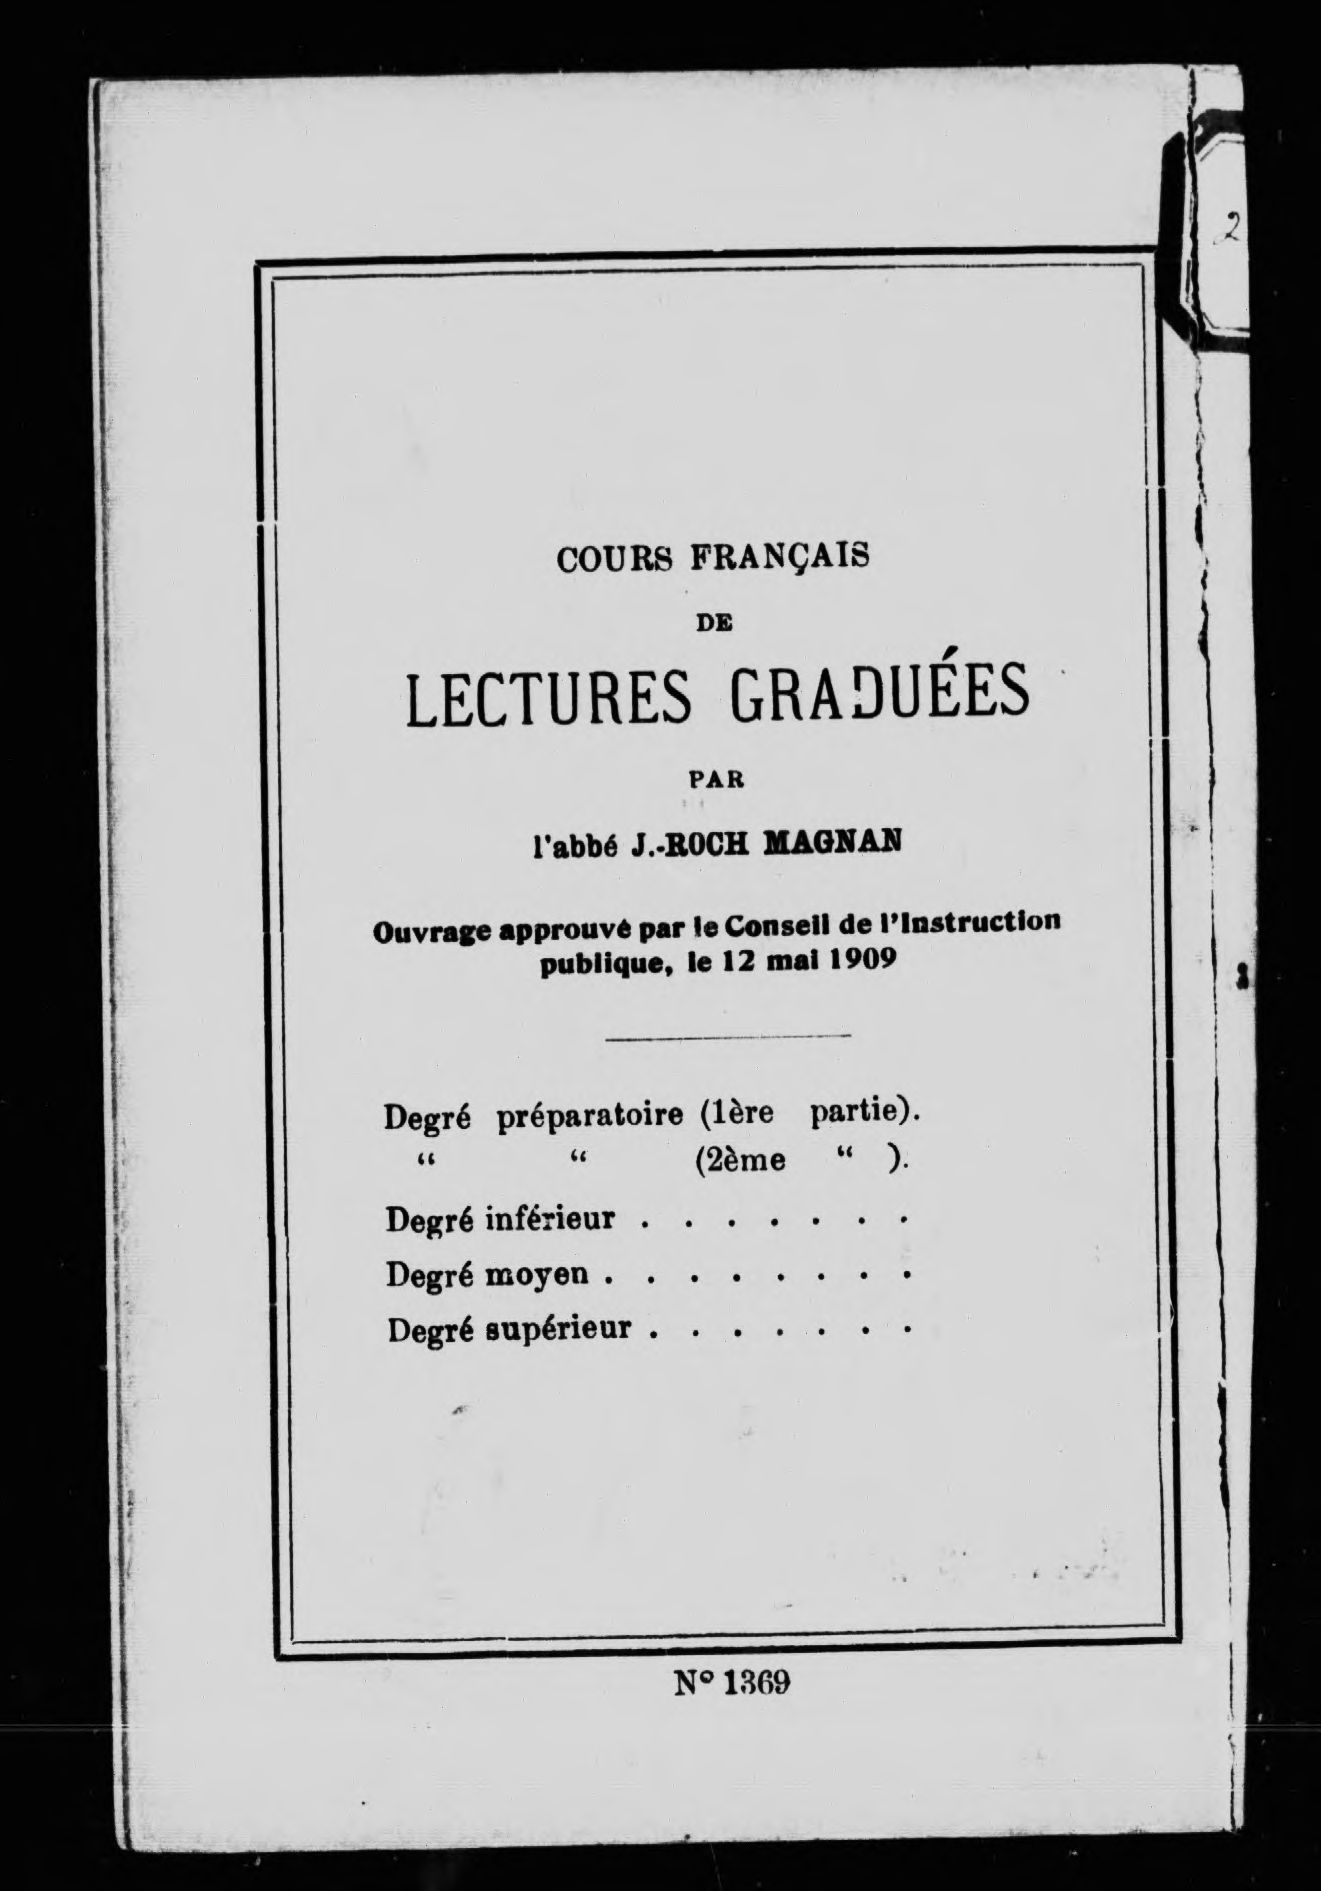 2
COURS FRANÇAIS
DE
LECTURES GRADUÉES
PAR
l'abbé J.-ROCH MAGNAN
Ouvrage approuvé par le Conseil de l'Instruction
publique, le 12 mai 1909
Degré préparatoire (1ère partie).
“ “ (2ème “ ).
Degré inférieur . . . . . . .
Degré moyen . . . . . . . .
Degré supérieur . . . . . . .
Nº 1369